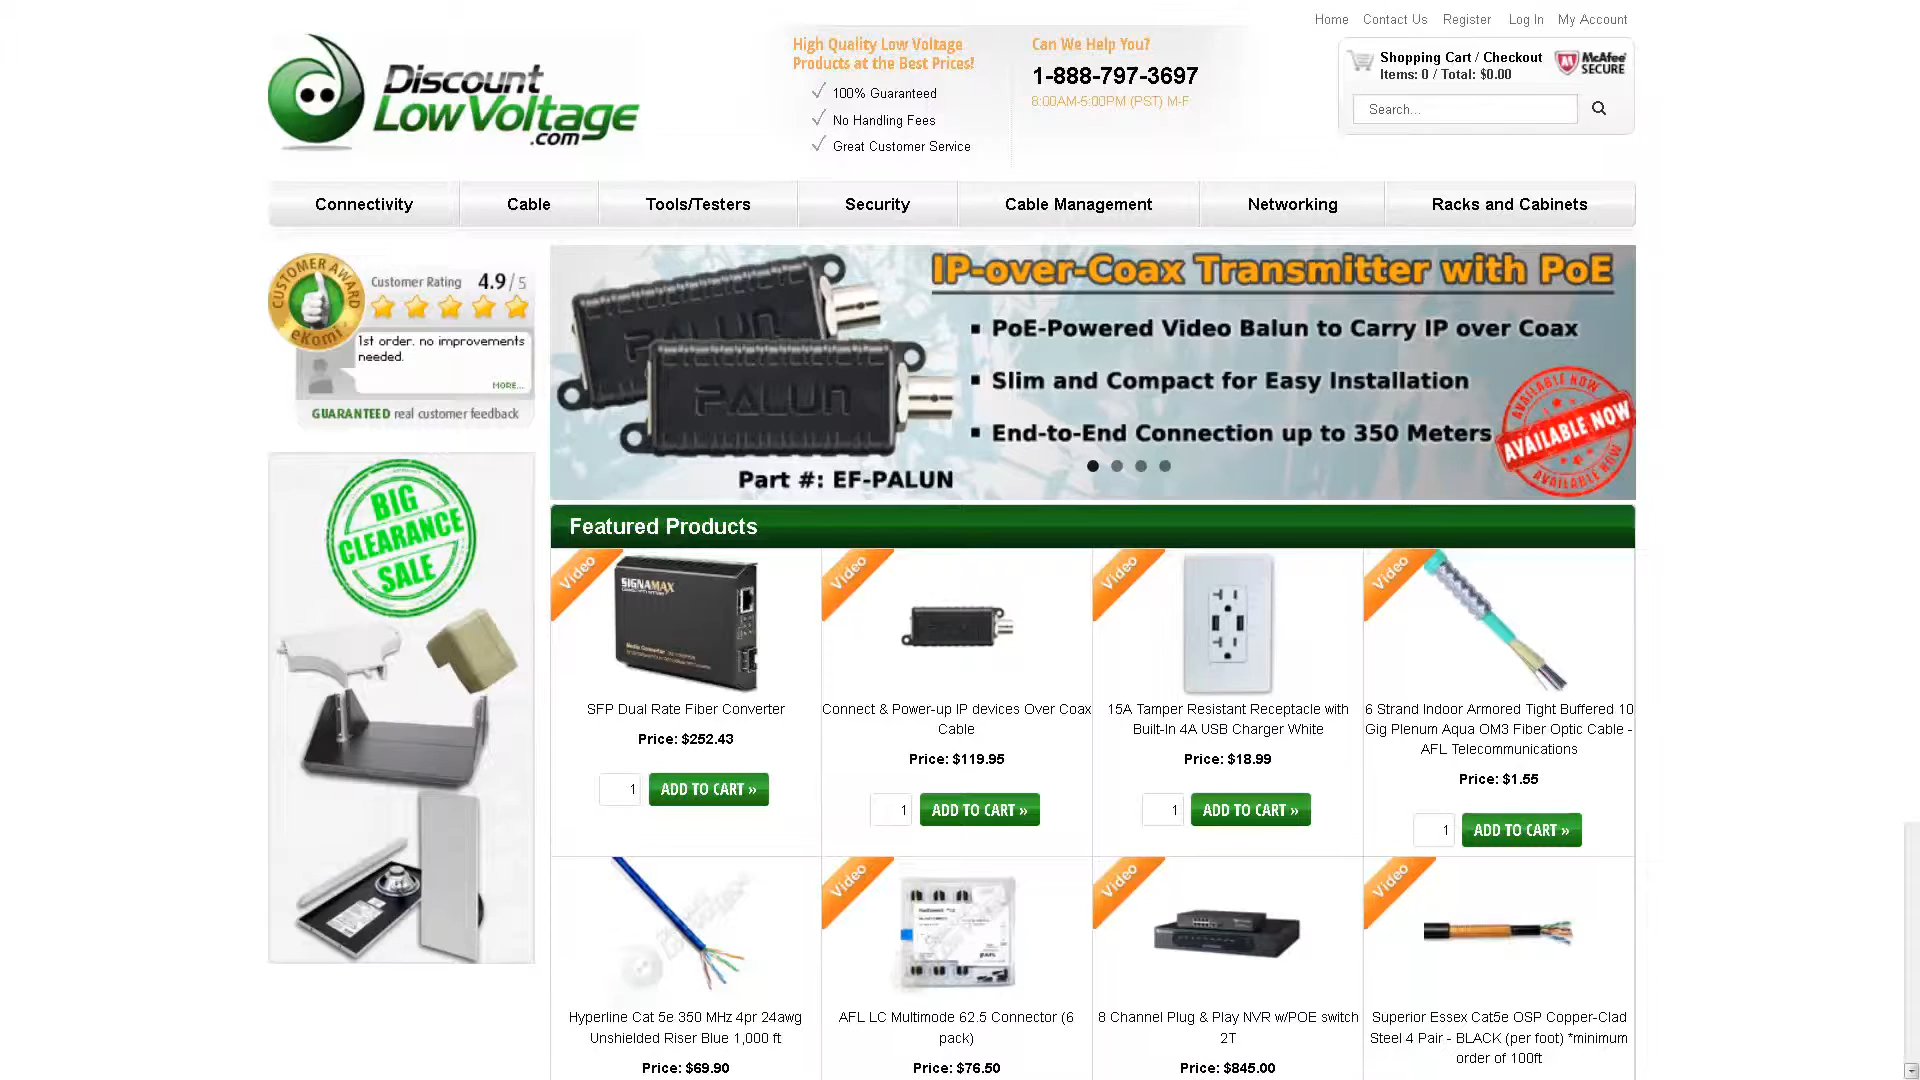 Home Contact Us Register Log In My Account
Discount
LowVoltage
.com
High Quality Low Voltage
Products at the Best Prices!
100% Guaranteed
No Handling Fees
Great Customer Service
Can We Help You?
1-888-797-3697
8:00AM-5:00PM (PST) M-F
Shopping Cart / Checkout
Items: 0 / Total: $0.00
McAfee
SECURE
Search...
Connectivity Cable Tools/Testers Security Cable Management Networking Racks and Cabinets
CUSTOMER AWARD
eKomi
Customer Rating 4.9/5
1st order. no improvements
needed.
MORE...
GUARANTEED real customer feedback
BIG
CLEARANCE
SALE
IP-over-Coax Transmitter with PoE
PoE-Powered Video Balun to Carry IP over Coax
Slim and Compact for Easy Installation
End-to-End Connection up to 350 Meters
PALUN
PALUN
Part #: EF-PALUN
AVAILABLE NOW
AVAILABLE NOW
AVAILABLE NOW
Featured Products
Video
SIGNAMAX
Media Converter
SFP Dual Rate Fiber Converter
Price: $252.43
1 ADD TO CART »
Video
Connect & Power-up IP devices Over Coax
Cable
Price: $119.95
1 ADD TO CART »
Video
15A Tamper Resistant Receptacle with
Built-In 4A USB Charger White
Price: $18.99
1 ADD TO CART »
Video
6 Strand Indoor Armored Tight Buffered 10
Gig Plenum Aqua OM3 Fiber Optic Cable -
AFL Telecommunications
Price: $1.55
1 ADD TO CART »
Hyperline Cat 5e 350 MHz 4pr 24awg
Unshielded Riser Blue 1,000 ft
Price: $69.90
Video
AFL LC Multimode 62.5 Connector (6
pack)
Price: $76.50
Video
8 Channel Plug & Play NVR w/POE switch
2T
Price: $845.00
Video
Superior Essex Cat5e OSP Copper-Clad
Steel 4 Pair - BLACK (per foot) *minimum
order of 100ft